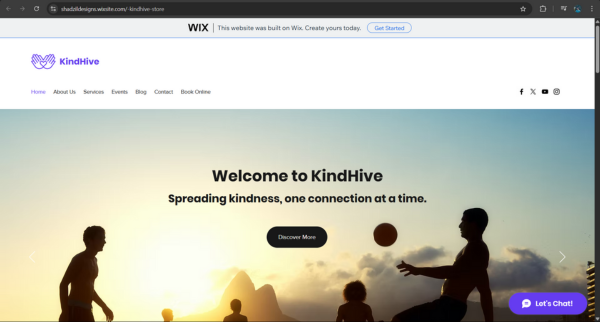 shadzildesigns.wixsite.com/-kindhive-store
WIX | This website was built on Wix. Create yours today. Get Started
KindHive
Home About Us Services Events Blog Contact Book Online
Welcome to KindHive
Spreading kindness, one connection at a time.
Discover More
Let's Chat!